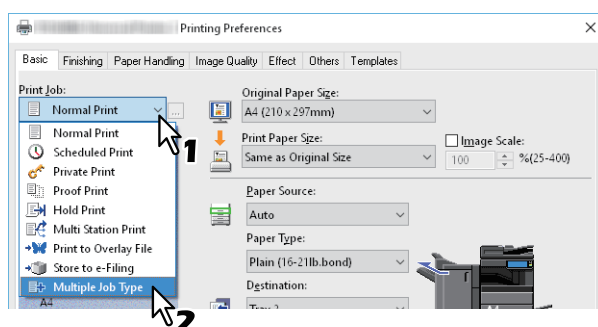 Printing Preferences
Basic Finishing Paper Handling Image Quality Effect Others Templates
Print Job:
Normal Print
...
Normal Print
Scheduled Print
Private Print
Proof Print
Hold Print
Multi Station Print
Print to Overlay File
Store to e-Filing
Multiple Job Type
A4
1
2
Original Paper Size:
A4 (210 x 297mm)
Print Paper Size:
Same as Original Size
Image Scale:
100 %(25-400)
Paper Source:
Auto
Paper Type:
Plain (16-21lb.bond)
Destination:
Tray 2